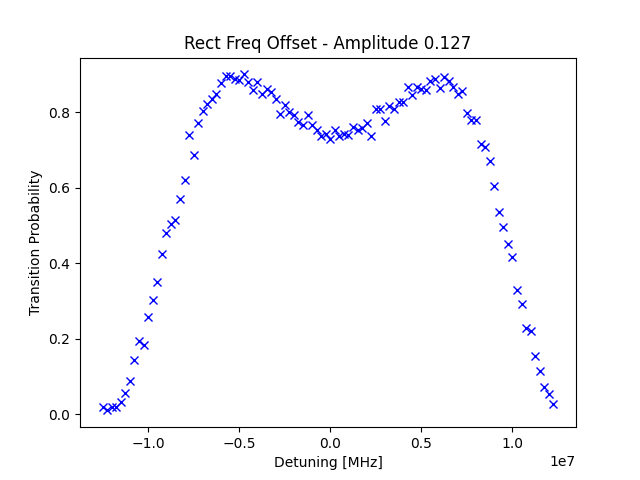 Rect Freq Offset - Amplitude 0.127
Transition Probability
0.8
0.6
0.4
0.2
0.0
−1.0
−0.5
0.0
0.5
1.0
1e7
Detuning [MHz]